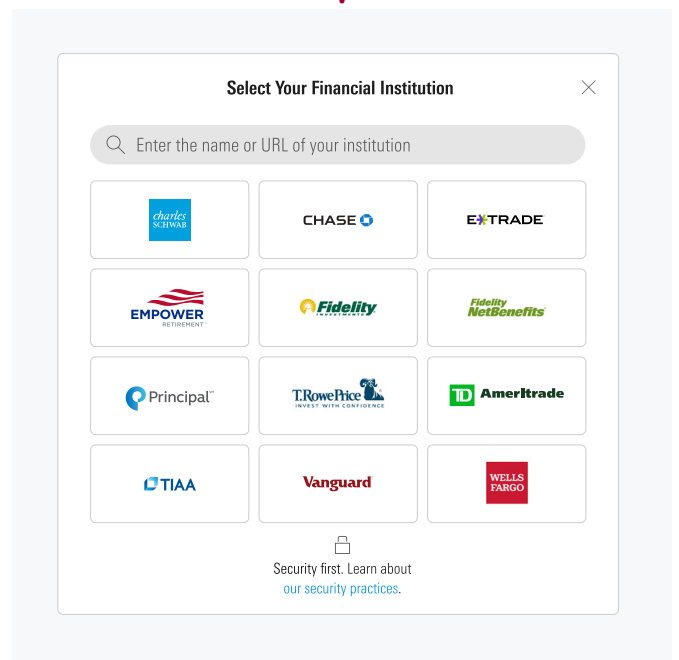 Select Your Financial Institution
Enter the name or URL of your institution
charles
SCHWAB
CHASE
E*TRADE
EMPOWER
RETIREMENT
Fidelity
INVESTMENTS
Fidelity
NetBenefits
Principal
T.RowePrice
INVEST WITH CONFIDENCE
TD Ameritrade
TIAA
Vanguard
WELLS
FARGO
Security first. Learn about
our security practices.